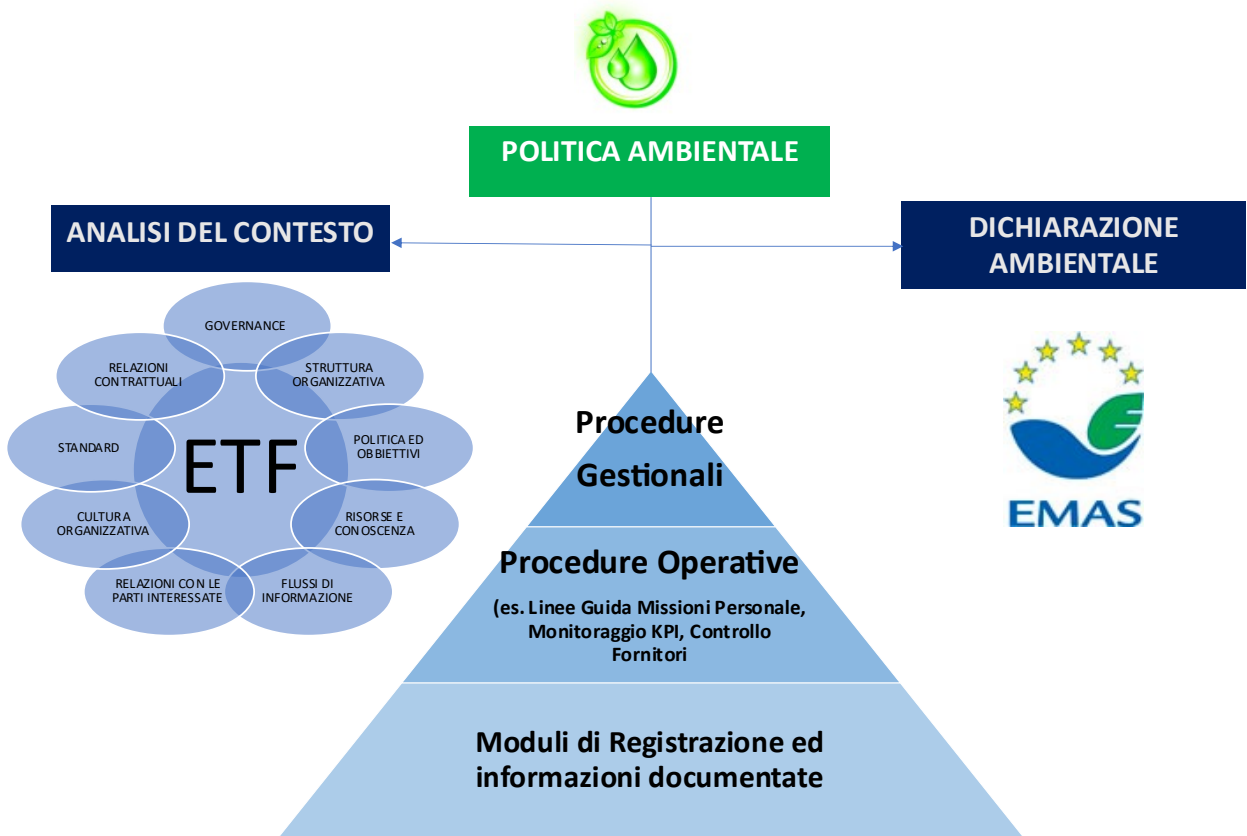 POLITICA AMBIENTALE
ANALISI DEL CONTESTO
DICHIARAZIONE
AMBIENTALE
GOVERNANCE
RELAZIONI
CONTRATTUALI
STRUTTURA
ORGANIZZATIVA
STANDARD
ETF
POLITICA ED
OBBIETTIVI
CULTURA
ORGANIZZATIVA
RISORSE E
CONOSCENZA
RELAZIONI CON LE
PARTI INTERESSATE
FLUSSI DI
INFORMAZIONE
EMAS
Procedure
Gestionali
Procedure Operative
(es. Linee Guida Missioni Personale,
Monitoraggio KPI, Controllo
Fornitori
Moduli di Registrazione ed
informazioni documentate